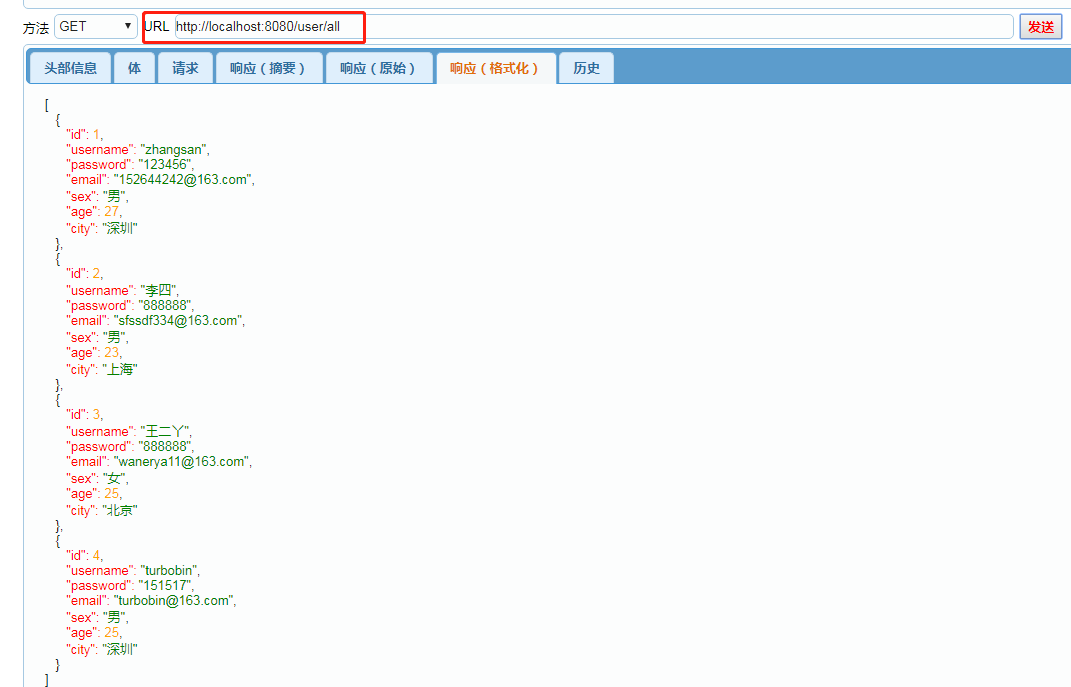 方法 GET URL http://localhost:8080/user/all 发送
头部信息 体 请求 响应（摘要） 响应（原始） 响应（格式化） 历史
[
{
"id": 1,
"username": "zhangsan",
"password": "123456",
"email": "152644242@163.com",
"sex": "男",
"age": 27,
"city": "深圳"
},
{
"id": 2,
"username": "李四",
"password": "888888",
"email": "sfssdf334@163.com",
"sex": "男",
"age": 23,
"city": "上海"
},
{
"id": 3,
"username": "王二丫",
"password": "888888",
"email": "wanerya11@163.com",
"sex": "女",
"age": 25,
"city": "北京"
},
{
"id": 4,
"username": "turbobin",
"password": "151517",
"email": "turbobin@163.com",
"sex": "男",
"age": 25,
"city": "深圳"
}
]